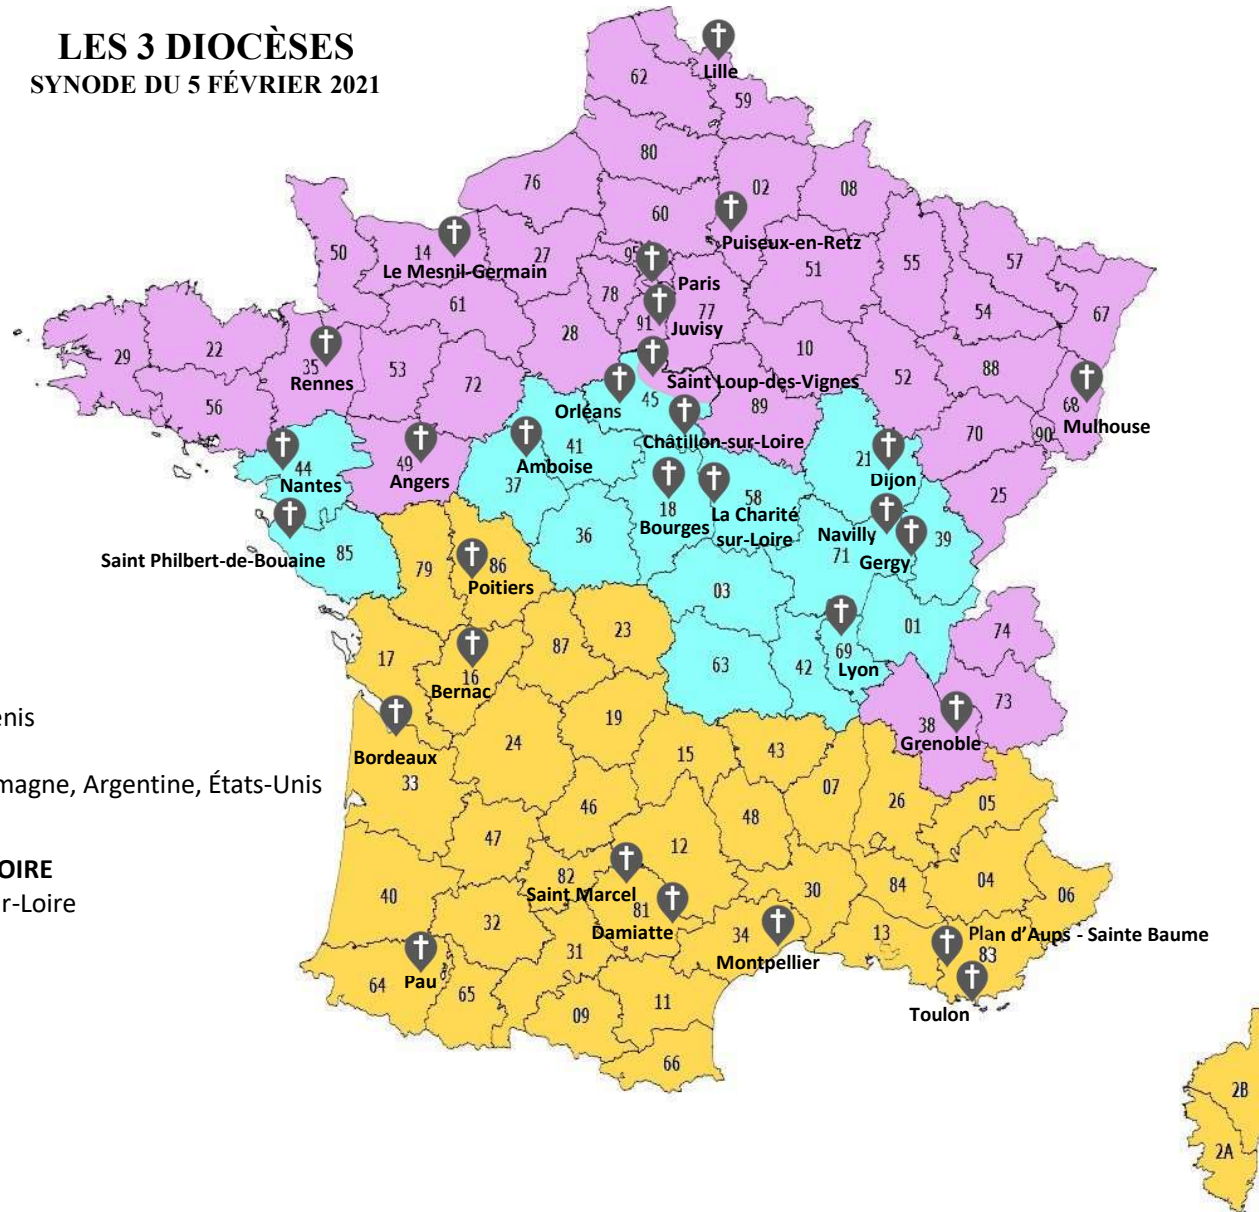 LES 3 DIOCÈSES
SYNODE DU 5 FÉVRIER 2021
Lille
62
59
80
02
08
76
60
Puiseux-en-Retz
50
14
27
95
51
55
57
Le Mesnil-Germain
Paris
78
77
54
67
61
91
Juvisy
28
10
88
29
22
35
53
52
68
Rennes
72
Saint Loup-des-Vignes
56
Orléans
45
89
70
90
Mulhouse
Châtillon-sur-Loire
41
Amboise
21
Dijon
44
Nantes
49
Angers
37
25
18
58
Bourges
La Charité
sur-Loire
Navilly
39
36
Gergy
Saint Philbert-de-Bouaine
85
79
86
71
Poitiers
03
01
74
23
87
17
69
63
42
Lyon
16
Bernac
73
38
Grenoble
enis
19
24
Bordeaux
15
43
magne, Argentine, États-Unis
33
07
26
05
46
48
47
12
OIRE
82
04
r-Loire
Saint Marcel
30
84
06
40
81
32
Damiatte
34
13
Plan d'Aups - Sainte Baume
31
Montpellier
83
Pau
64
65
11
Toulon
09
66
2B
2A